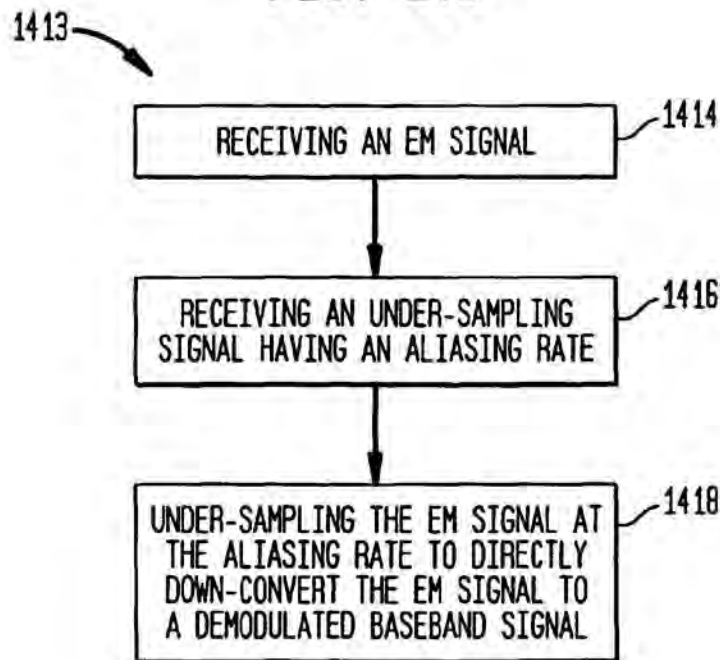 1413
RECEIVING AN EM SIGNAL
1414
RECEIVING AN UNDER-SAMPLING
SIGNAL HAVING AN ALIASING RATE
1416
UNDER-SAMPLING THE EM SIGNAL AT
THE ALIASING RATE TO DIRECTLY
DOWN-CONVERT THE EM SIGNAL TO
A DEMODULATED BASEBAND SIGNAL
1418